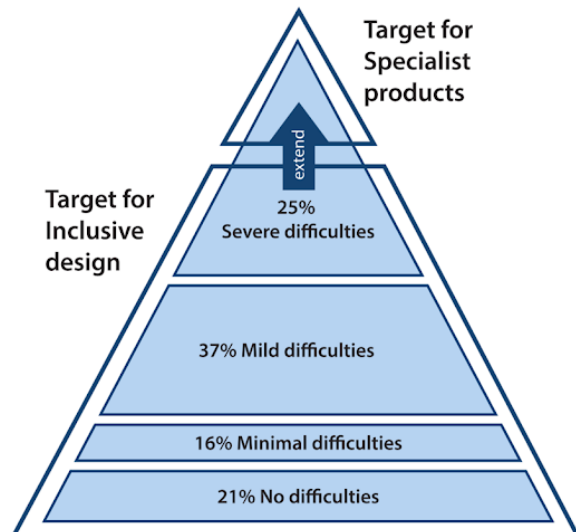 Target for
Specialist
products
extend
Target for
Inclusive
design
25%
Severe difficulties
37% Mild difficulties
16% Minimal difficulties
21% No difficulties